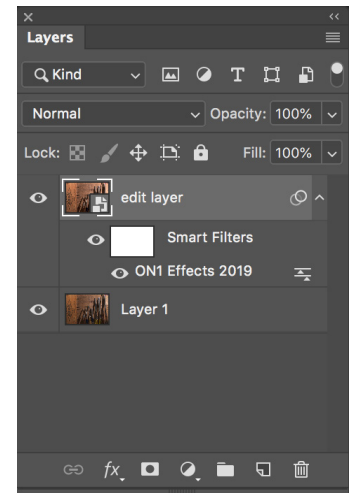 Layers
Kind
Normal Opacity: 100%
Lock: Fill: 100%
edit layer
Smart Filters
ON1 Effects 2019
Layer 1
fx